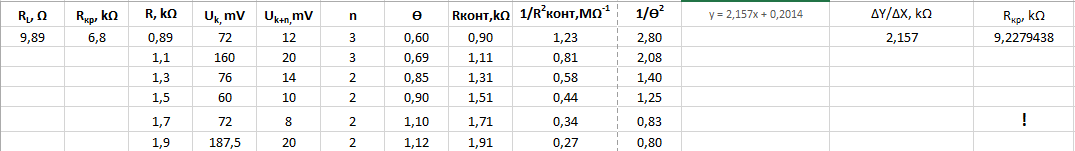 R_L, Ω R_кр, kΩ R, kΩ U_k, mV U_k+n, mV n Θ Rконт,kΩ 1/R²конт,MΩ⁻¹ 1/Θ² y = 2,157x + 0,2014 ΔY/ΔX, kΩ R_кр, kΩ
9,89 6,8 0,89 72 12 3 0,60 0,90 1,23 2,80 2,157 9,2279438
1,1 160 20 3 0,69 1,11 0,81 2,08
1,3 76 14 2 0,85 1,31 0,58 1,40
1,5 60 10 2 0,90 1,51 0,44 1,25
1,7 72 8 2 1,10 1,71 0,34 0,83 !
1,9 187,5 20 2 1,12 1,91 0,27 0,80